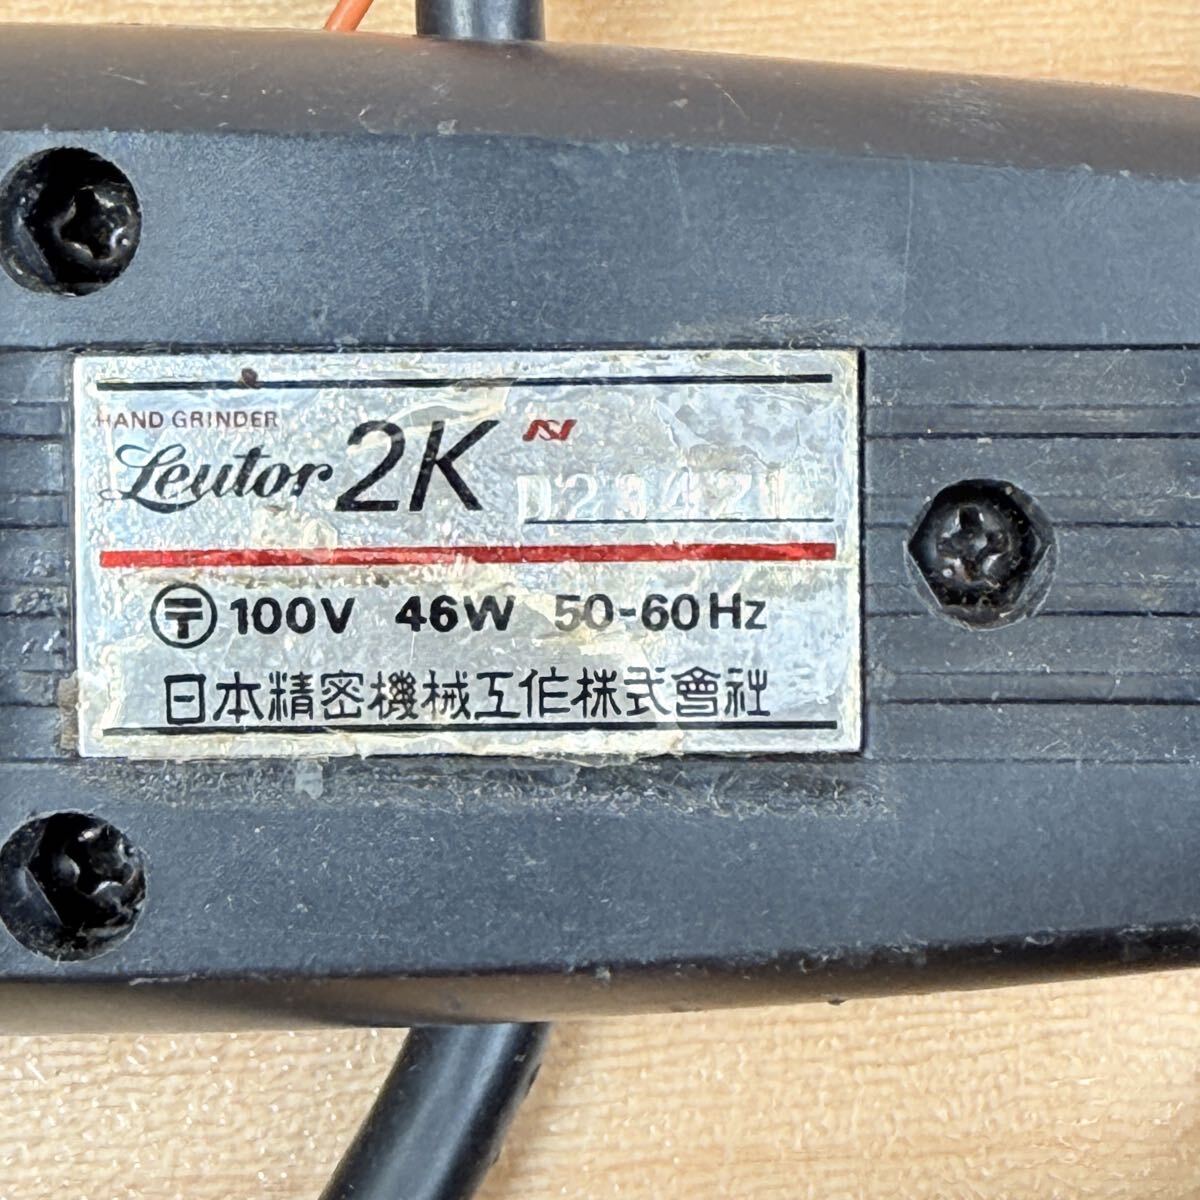 HAND GRINDER
Leutor 2K
〶 100V 46W 50-60Hz
日本精密機械工作株式會社